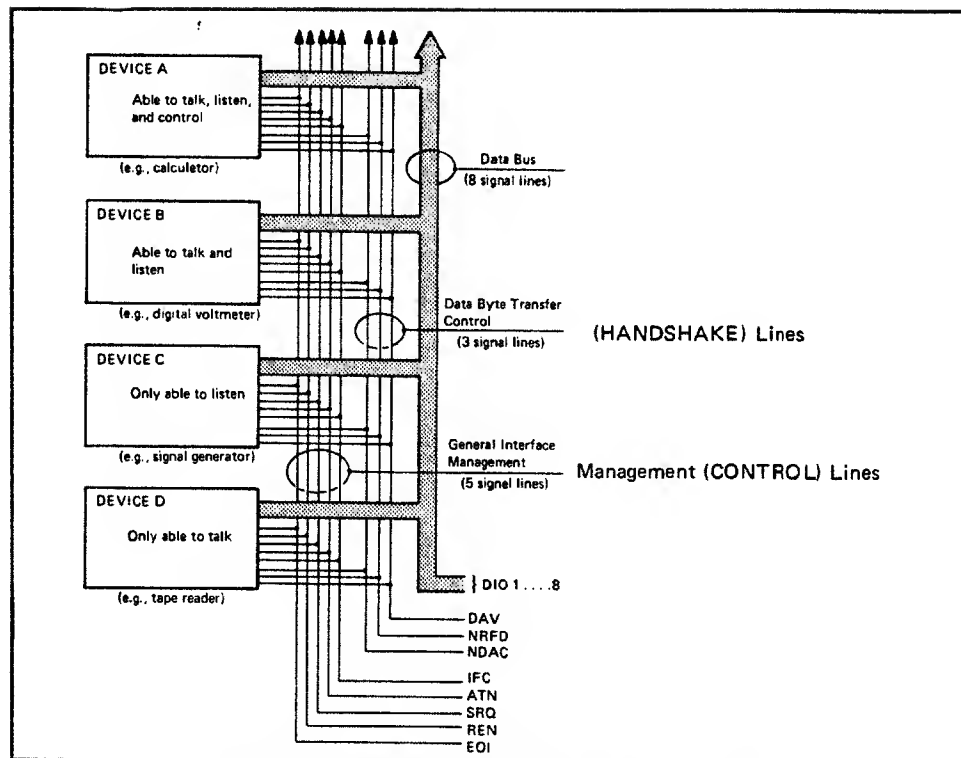 DEVICE A
Able to talk, listen,
and control
(e.g., calculetor)
Data Bus
(8 signal lines)
DEVICE B
Able to talk and
listen
(e.g., digital voltmeter)
Data Byte Transfer
Control
(3 signal lines)
(HANDSHAKE) Lines
DEVICE C
Only able to listen
(e.g., signal generator)
General Interface
Management
(5 signel lines)
Management (CONTROL) Lines
DEVICE D
Only able to talk
(e.g., tape reader)
} DIO 1 . . . . 8
DAV
NRFD
NDAC
IFC
ATN
SRQ
REN
EOI